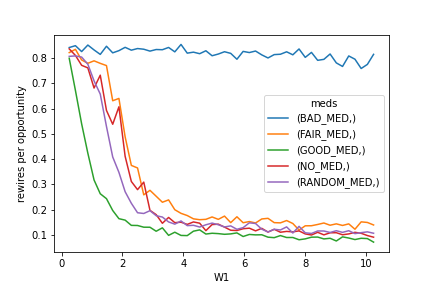 rewires per opportunity
0.8
0.7
0.6
0.5
0.4
0.3
0.2
0.1
meds
(BAD_MED,)
(FAIR_MED,)
(GOOD_MED,)
(NO_MED,)
(RANDOM_MED,)
0 2 4 6 8 10
W1